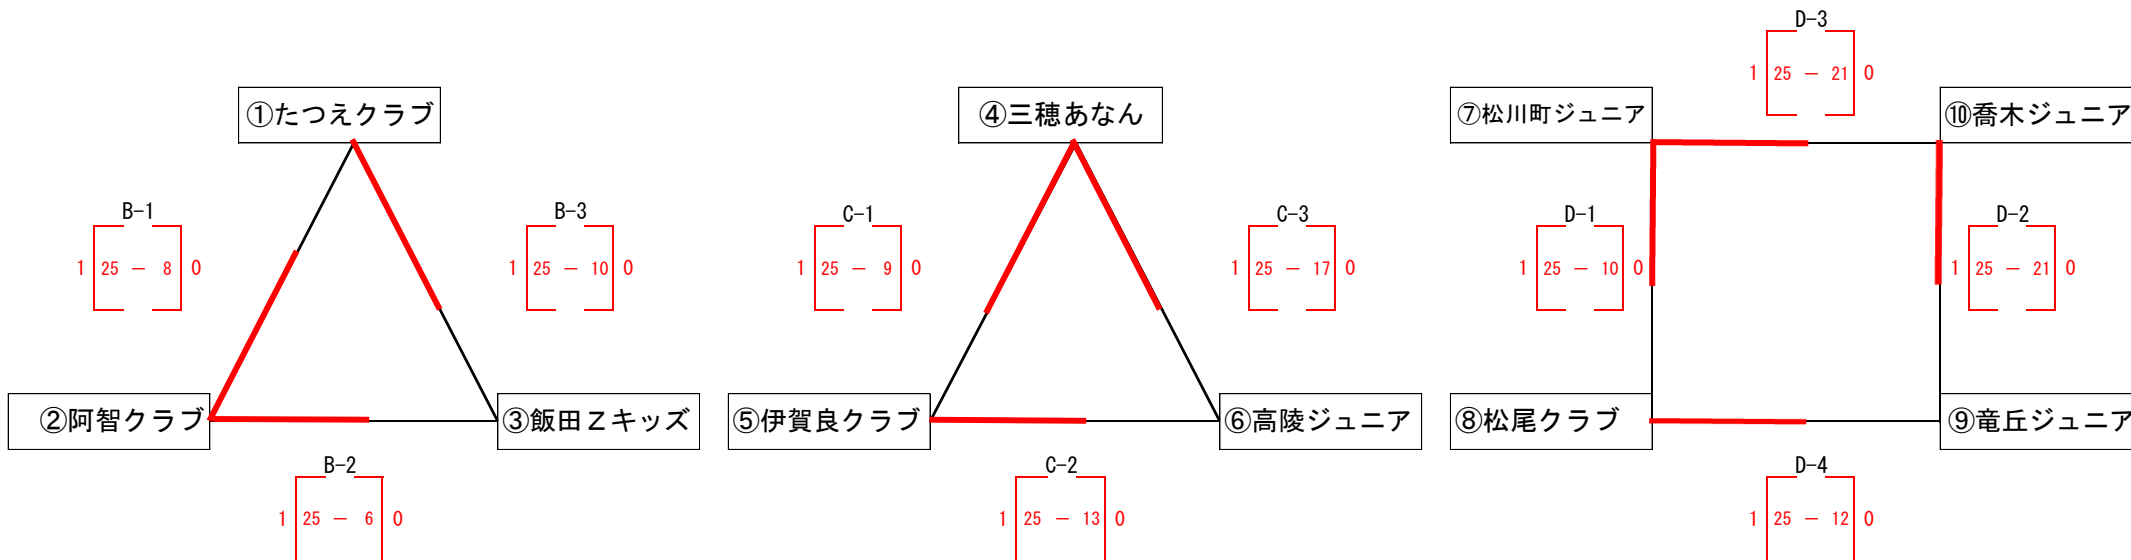 ①たつえクラブ
B-1
1 25 － 8 0
B-3
1 25 － 10 0
②阿智クラブ
③飯田Ｚキッズ
B-2
1 25 － 6 0
④三穂あなん
C-1
1 25 － 9 0
C-3
1 25 － 17 0
⑤伊賀良クラブ
⑥高陵ジュニア
C-2
1 25 － 13 0
D-3
1 25 － 21 0
⑦松川町ジュニア
⑩喬木ジュニア
D-1
1 25 － 10 0
D-2
1 25 － 21 0
⑧松尾クラブ
⑨竜丘ジュニア
D-4
1 25 － 12 0